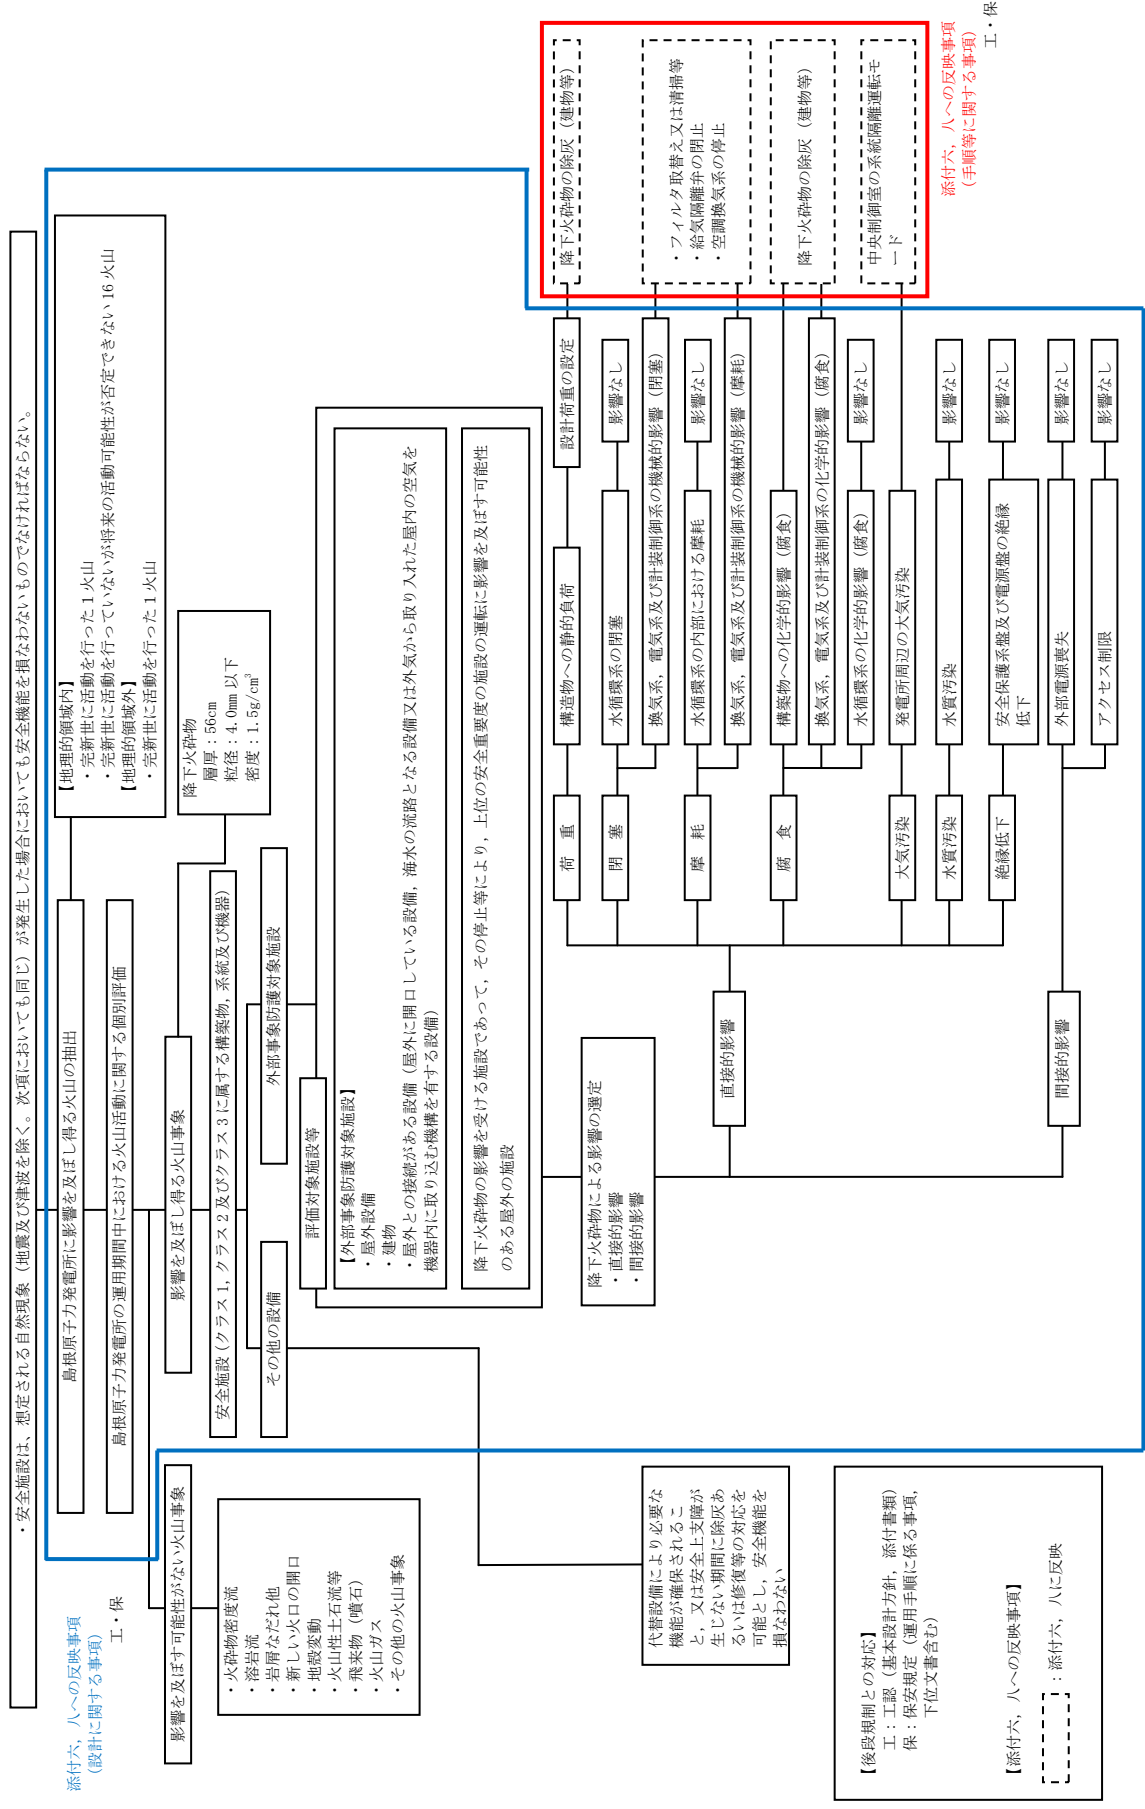 ・安全施設は、想定される自然現象（地震及び津波を除く。次項においても同じ）が発生した場合においても安全機能を損なわないものでなければならない。
添付六，八への反映事項
（設計に関する事項）
工・保
島根原子力発電所に影響を及ぼし得る火山の抽出
【地理的領域内】
・完新世に活動を行った１火山
・完新世に活動を行っていないが将来の活動可能性が否定できない 16 火山
【地理的領域外】
・完新世に活動を行った１火山
島根原子力発電所の運用期間中における火山活動に関する個別評価
影響を及ぼす可能性がない火山事象
・火砕物密度流
・溶岩流
・岩屑なだれ他
・新しい火口の開口
・地殻変動
・火山性土石流等
・飛来物（噴石）
・火山ガス
・その他の火山事象
影響を及ぼし得る火山事象
降下火砕物
層厚：56cm
粒径：4.0mm 以下
密度：1.5g/cm³
安全施設（クラス１，クラス２及びクラス３に属する構築物，系統及び機器）
その他の設備
外部事象防護対象施設
評価対象施設等
【外部事象防護対象施設】
・屋外設備
・建物
・屋外との接続がある設備（屋外に開口している設備，海水の流路となる設備又は外気から取り入れた屋内の空気を
機器内に取り込む機構を有する設備）
降下火砕物の影響を受ける施設であって，その停止等により，上位の安全重要度の施設の運転に影響を及ぼす可能性
のある屋外の施設
代替設備により必要な
機能が確保されるこ
と，又は安全上支障が
生じない期間に除灰あ
るいは修復等の対応を
可能とし，安全機能を
損なわない
降下火砕物による影響の選定
・直接的影響
・間接的影響
直接的影響
間接的影響
荷　重
構造物への静的負荷
設計荷重の設定
降下火砕物の除灰（建物等）
閉　塞
水循環系の閉塞
影響なし
換気系，電気系及び計装制御系の機械的影響（閉塞）
・フィルタ取替え又は清掃等
・給気隔離弁の閉止
・空調換気系の停止
摩　耗
水循環系の内部における摩耗
影響なし
換気系，電気系及び計装制御系の機械的影響（摩耗）
腐　食
構築物への化学的影響（腐食）
降下火砕物の除灰（建物等）
換気系，電気系及び計装制御系の化学的影響（腐食）
水循環系の化学的影響（腐食）
影響なし
大気汚染
発電所周辺の大気汚染
中央制御室の系統隔離運転モ
ード
水質汚染
水質汚染
影響なし
絶縁低下
安全保護系盤及び電源盤の絶縁
低下
影響なし
外部電源喪失
影響なし
アクセス制限
影響なし
添付六，八への反映事項
（手順等に関する事項）
工・保
【後段規制との対応】
工：工認（基本設計方針，添付書類）
保：保安規定（運用手順に係る事項，
下位文書含む）
【添付六，八への反映事項】
：添付六，八に反映